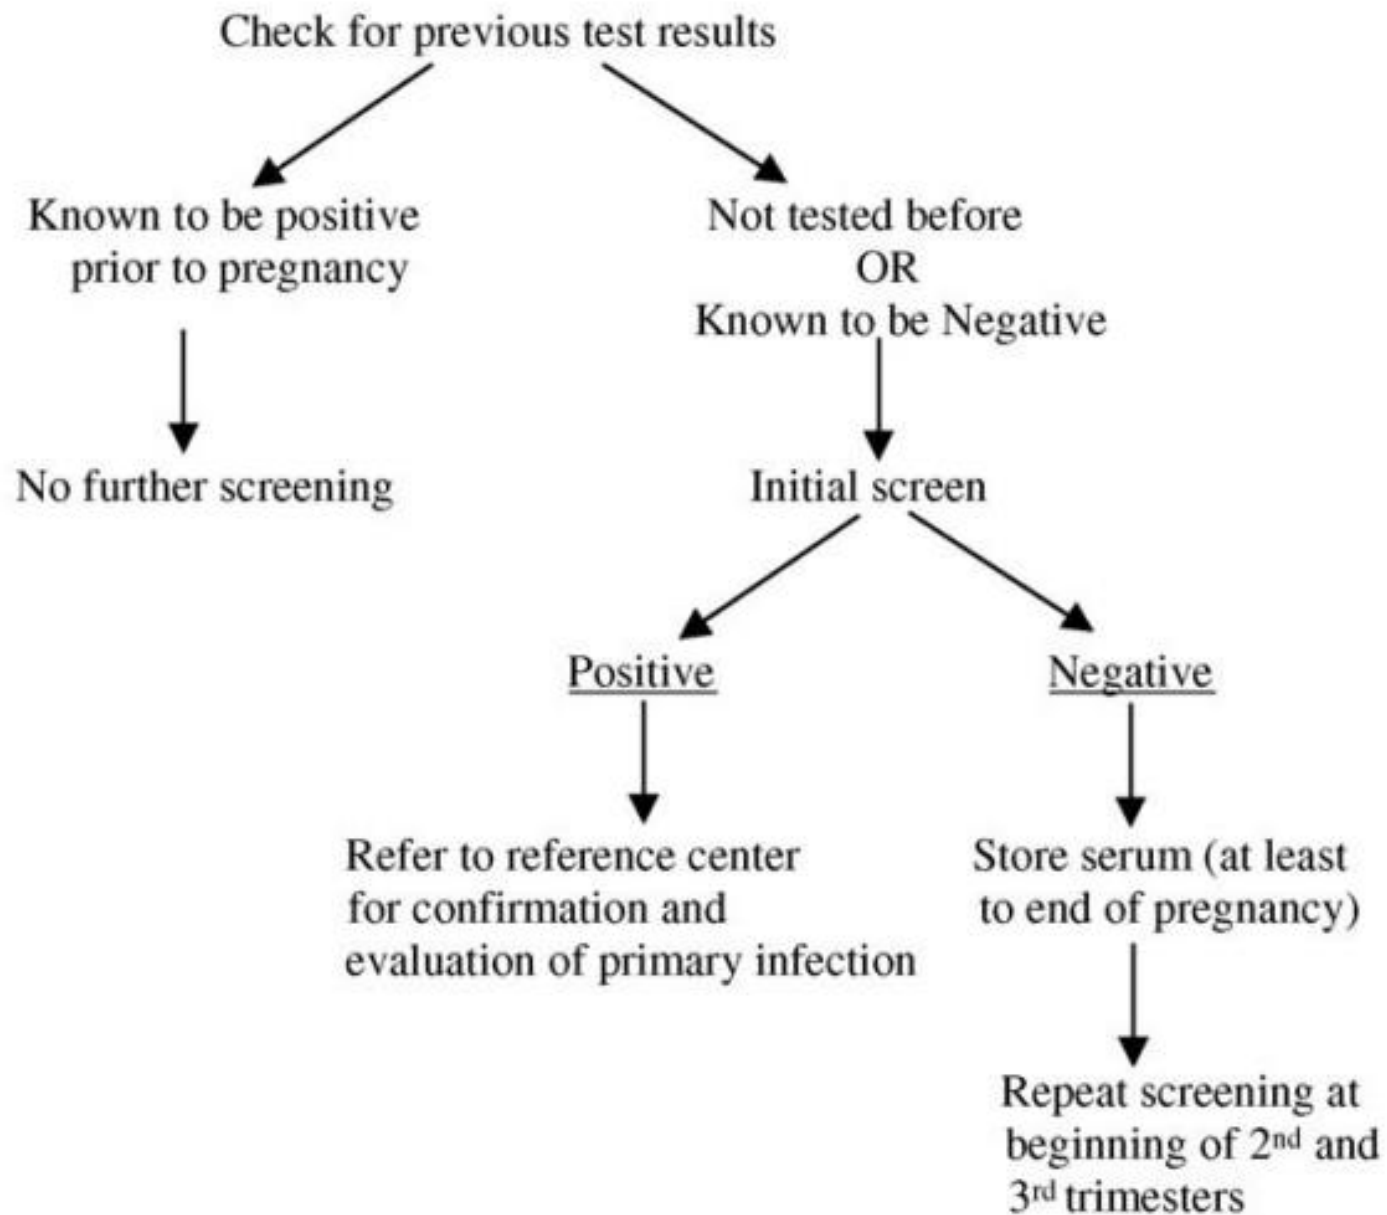 Check for previous test results
Known to be positive
prior to pregnancy
Not tested before
OR
Known to be Negative
No further screening
Initial screen
Positive
Negative
Refer to reference center
for confirmation and
evaluation of primary infection
Store serum (at least
to end of pregnancy)
Repeat screening at
beginning of 2nd and
3rd trimesters